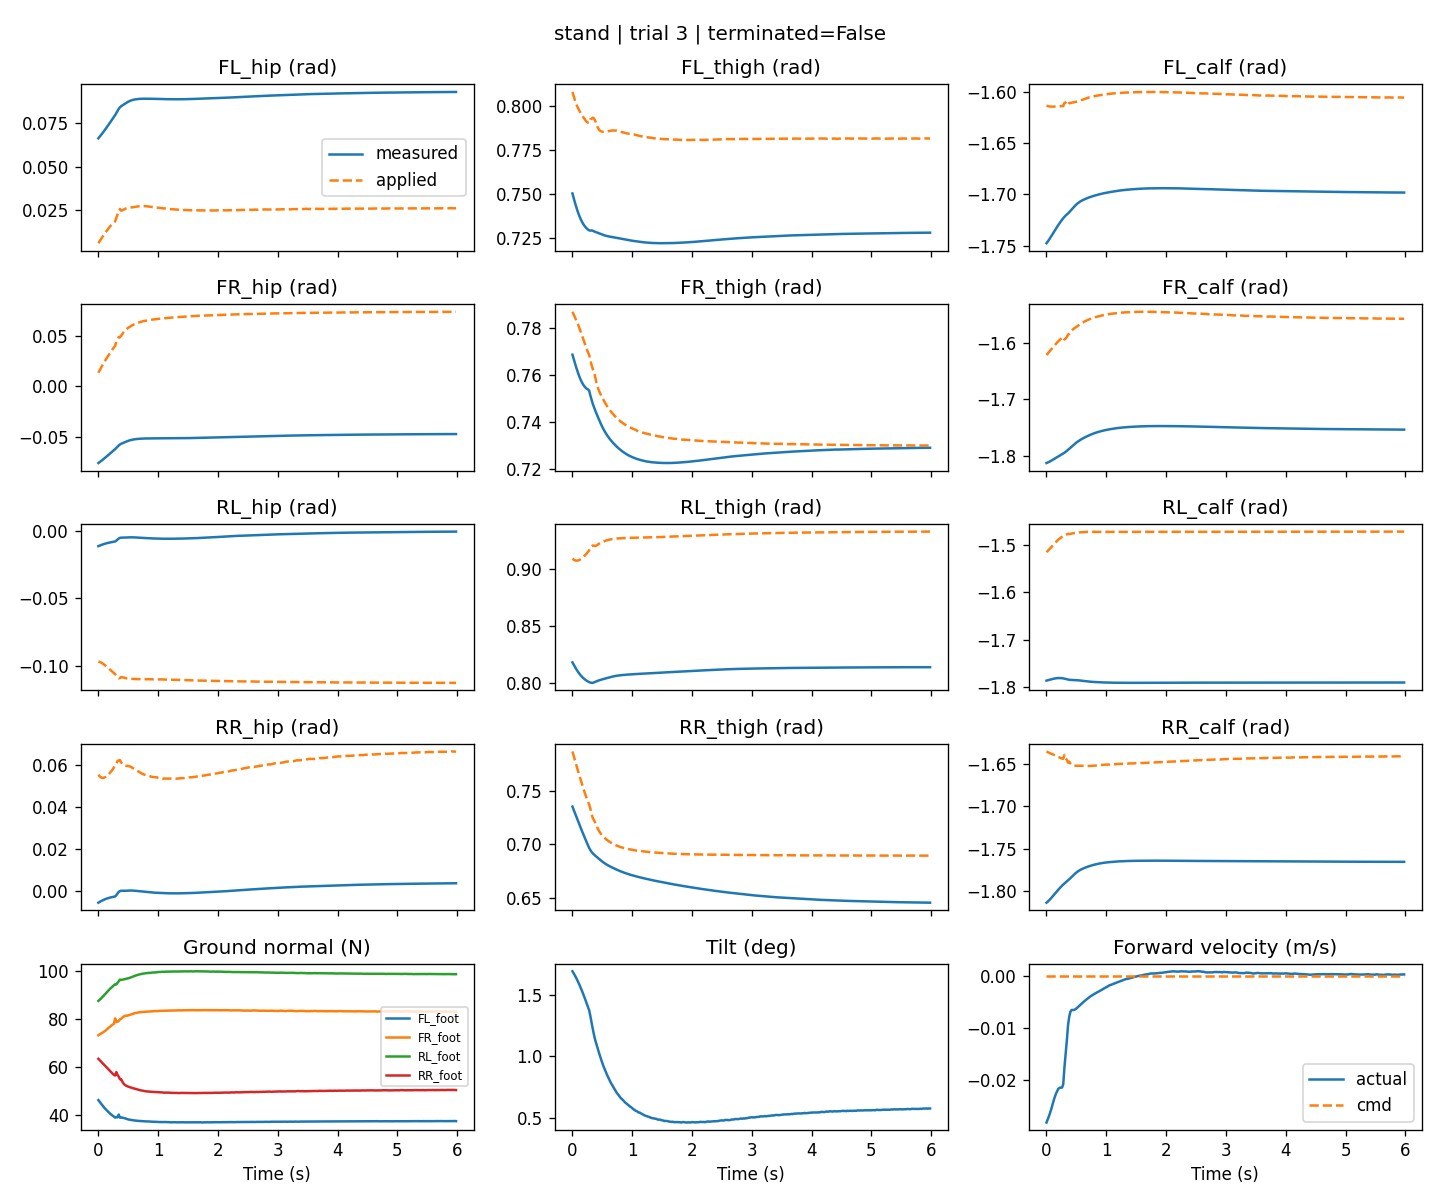 stand | trial 3 | terminated=False
FL_hip (rad)
0.075
0.050
0.025
measured
applied
FL_thigh (rad)
0.800
0.775
0.750
0.725
FL_calf (rad)
−1.60
−1.65
−1.70
−1.75
FR_hip (rad)
0.05
0.00
−0.05
FR_thigh (rad)
0.78
0.76
0.74
0.72
FR_calf (rad)
−1.6
−1.7
−1.8
RL_hip (rad)
0.00
−0.05
−0.10
RL_thigh (rad)
0.90
0.85
0.80
RL_calf (rad)
−1.5
−1.6
−1.7
−1.8
RR_hip (rad)
0.06
0.04
0.02
0.00
RR_thigh (rad)
0.75
0.70
0.65
RR_calf (rad)
−1.65
−1.70
−1.75
−1.80
Ground normal (N)
100
80
60
40
FL_foot
FR_foot
RL_foot
RR_foot
0 1 2 3 4 5 6
Time (s)
Tilt (deg)
1.5
1.0
0.5
0 1 2 3 4 5 6
Time (s)
Forward velocity (m/s)
0.00
−0.01
−0.02
actual
cmd
0 1 2 3 4 5 6
Time (s)